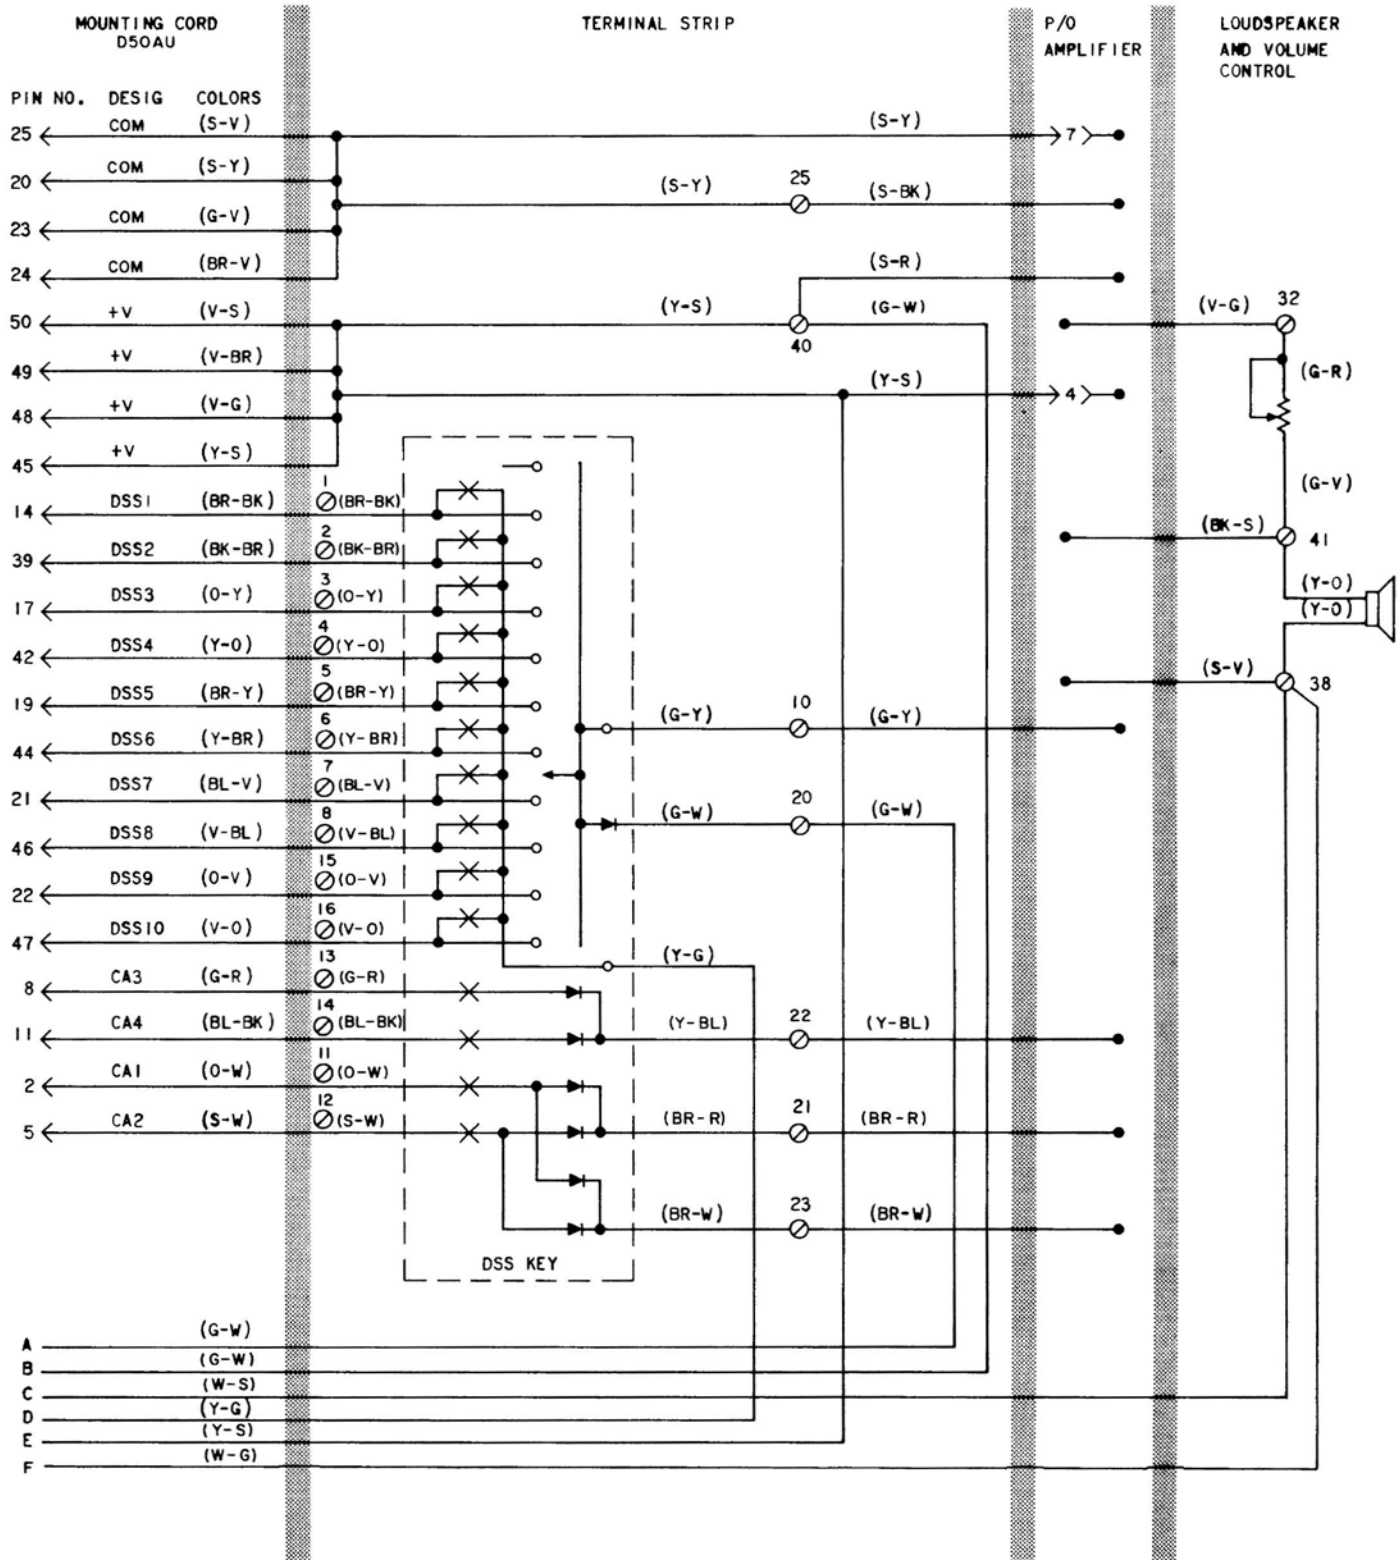 MOUNTING CORD
D50AU
TERMINAL STRIP
P/O
AMPLIFIER
LOUDSPEAKER
AND VOLUME
CONTROL
PIN NO. DESIG COLORS
25 COM (S-V) (S-Y) 7
20 COM (S-Y)
(S-Y) 25 (S-BK)
23 COM (G-V)
24 COM (BR-V) (S-R)
50 +V (V-S) (Y-S) 40 (G-W) (V-G) 32
49 +V (V-BR) (G-R)
48 +V (V-G) (Y-S) 4
45 +V (Y-S)
14 DSS1 (BR-BK) 1 (BR-BK) (G-V)
39 DSS2 (BK-BR) 2 (BK-BR) (BK-S) 41
17 DSS3 (O-Y) 3 (O-Y) (Y-O)
(Y-O)
42 DSS4 (Y-O) 4 (Y-O)
19 DSS5 (BR-Y) 5 (BR-Y) (S-V) 38
44 DSS6 (Y-BR) 6 (Y-BR) (G-Y) 10 (G-Y)
21 DSS7 (BL-V) 7 (BL-V)
46 DSS8 (V-BL) 8 (V-BL) (G-W) 20 (G-W)
22 DSS9 (O-V) 15 (O-V)
47 DSS10 (V-O) 16 (V-O)
(Y-G)
8 CA3 (G-R) 13 (G-R)
11 CA4 (BL-BK) 14 (BL-BK) (Y-BL) 22 (Y-BL)
2 CA1 (O-W) 11 (O-W)
5 CA2 (S-W) 12 (S-W) (BR-R) 21 (BR-R)
(BR-W) 23 (BR-W)
DSS KEY
A (G-W)
B (G-W)
C (W-S)
D (Y-G)
E (Y-S)
F (W-G)